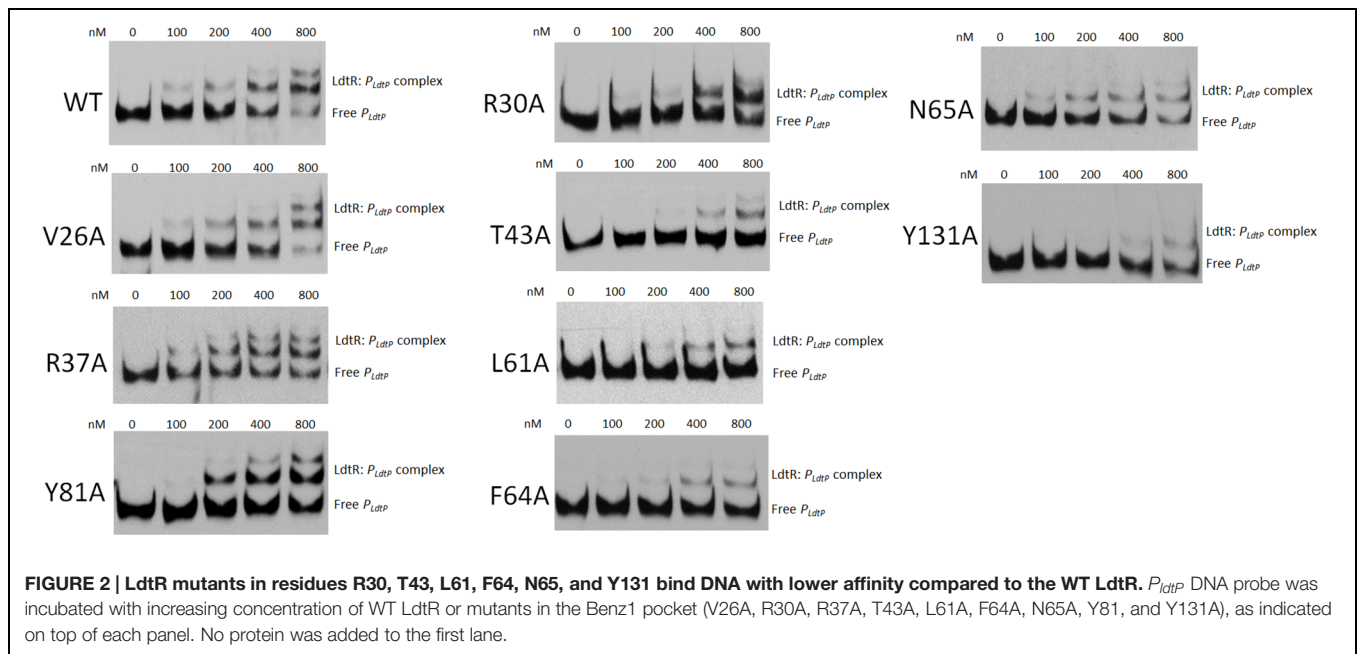 nM 0 100 200 400 800
WT
LdtR: PLdtP complex
Free PLdtP
nM 0 100 200 400 800
V26A
LdtR: PLdtP complex
Free PLdtP
nM 0 100 200 400 800
R37A
LdtR: PLdtP complex
Free PLdtP
nM 0 100 200 400 800
Y81A
LdtR: PLdtP complex
Free PLdtP
nM 0 100 200 400 800
R30A
LdtR: PLdtP complex
Free PLdtP
nM 0 100 200 400 800
T43A
LdtR: PLdtP complex
Free PLdtP
nM 0 100 200 400 800
L61A
LdtR: PLdtP complex
Free PLdtP
nM 0 100 200 400 800
F64A
LdtR: PLdtP complex
Free PLdtP
nM 0 100 200 400 800
N65A
LdtR: PLdtP complex
Free PLdtP
nM 0 100 200 400 800
Y131A
LdtR: PLdtP complex
Free PLdtP
FIGURE 2 | LdtR mutants in residues R30, T43, L61, F64, N65, and Y131 bind DNA with lower affinity compared to the WT LdtR. PldtP DNA probe was
incubated with increasing concentration of WT LdtR or mutants in the Benz1 pocket (V26A, R30A, R37A, T43A, L61A, F64A, N65A, Y81, and Y131A), as indicated
on top of each panel. No protein was added to the first lane.